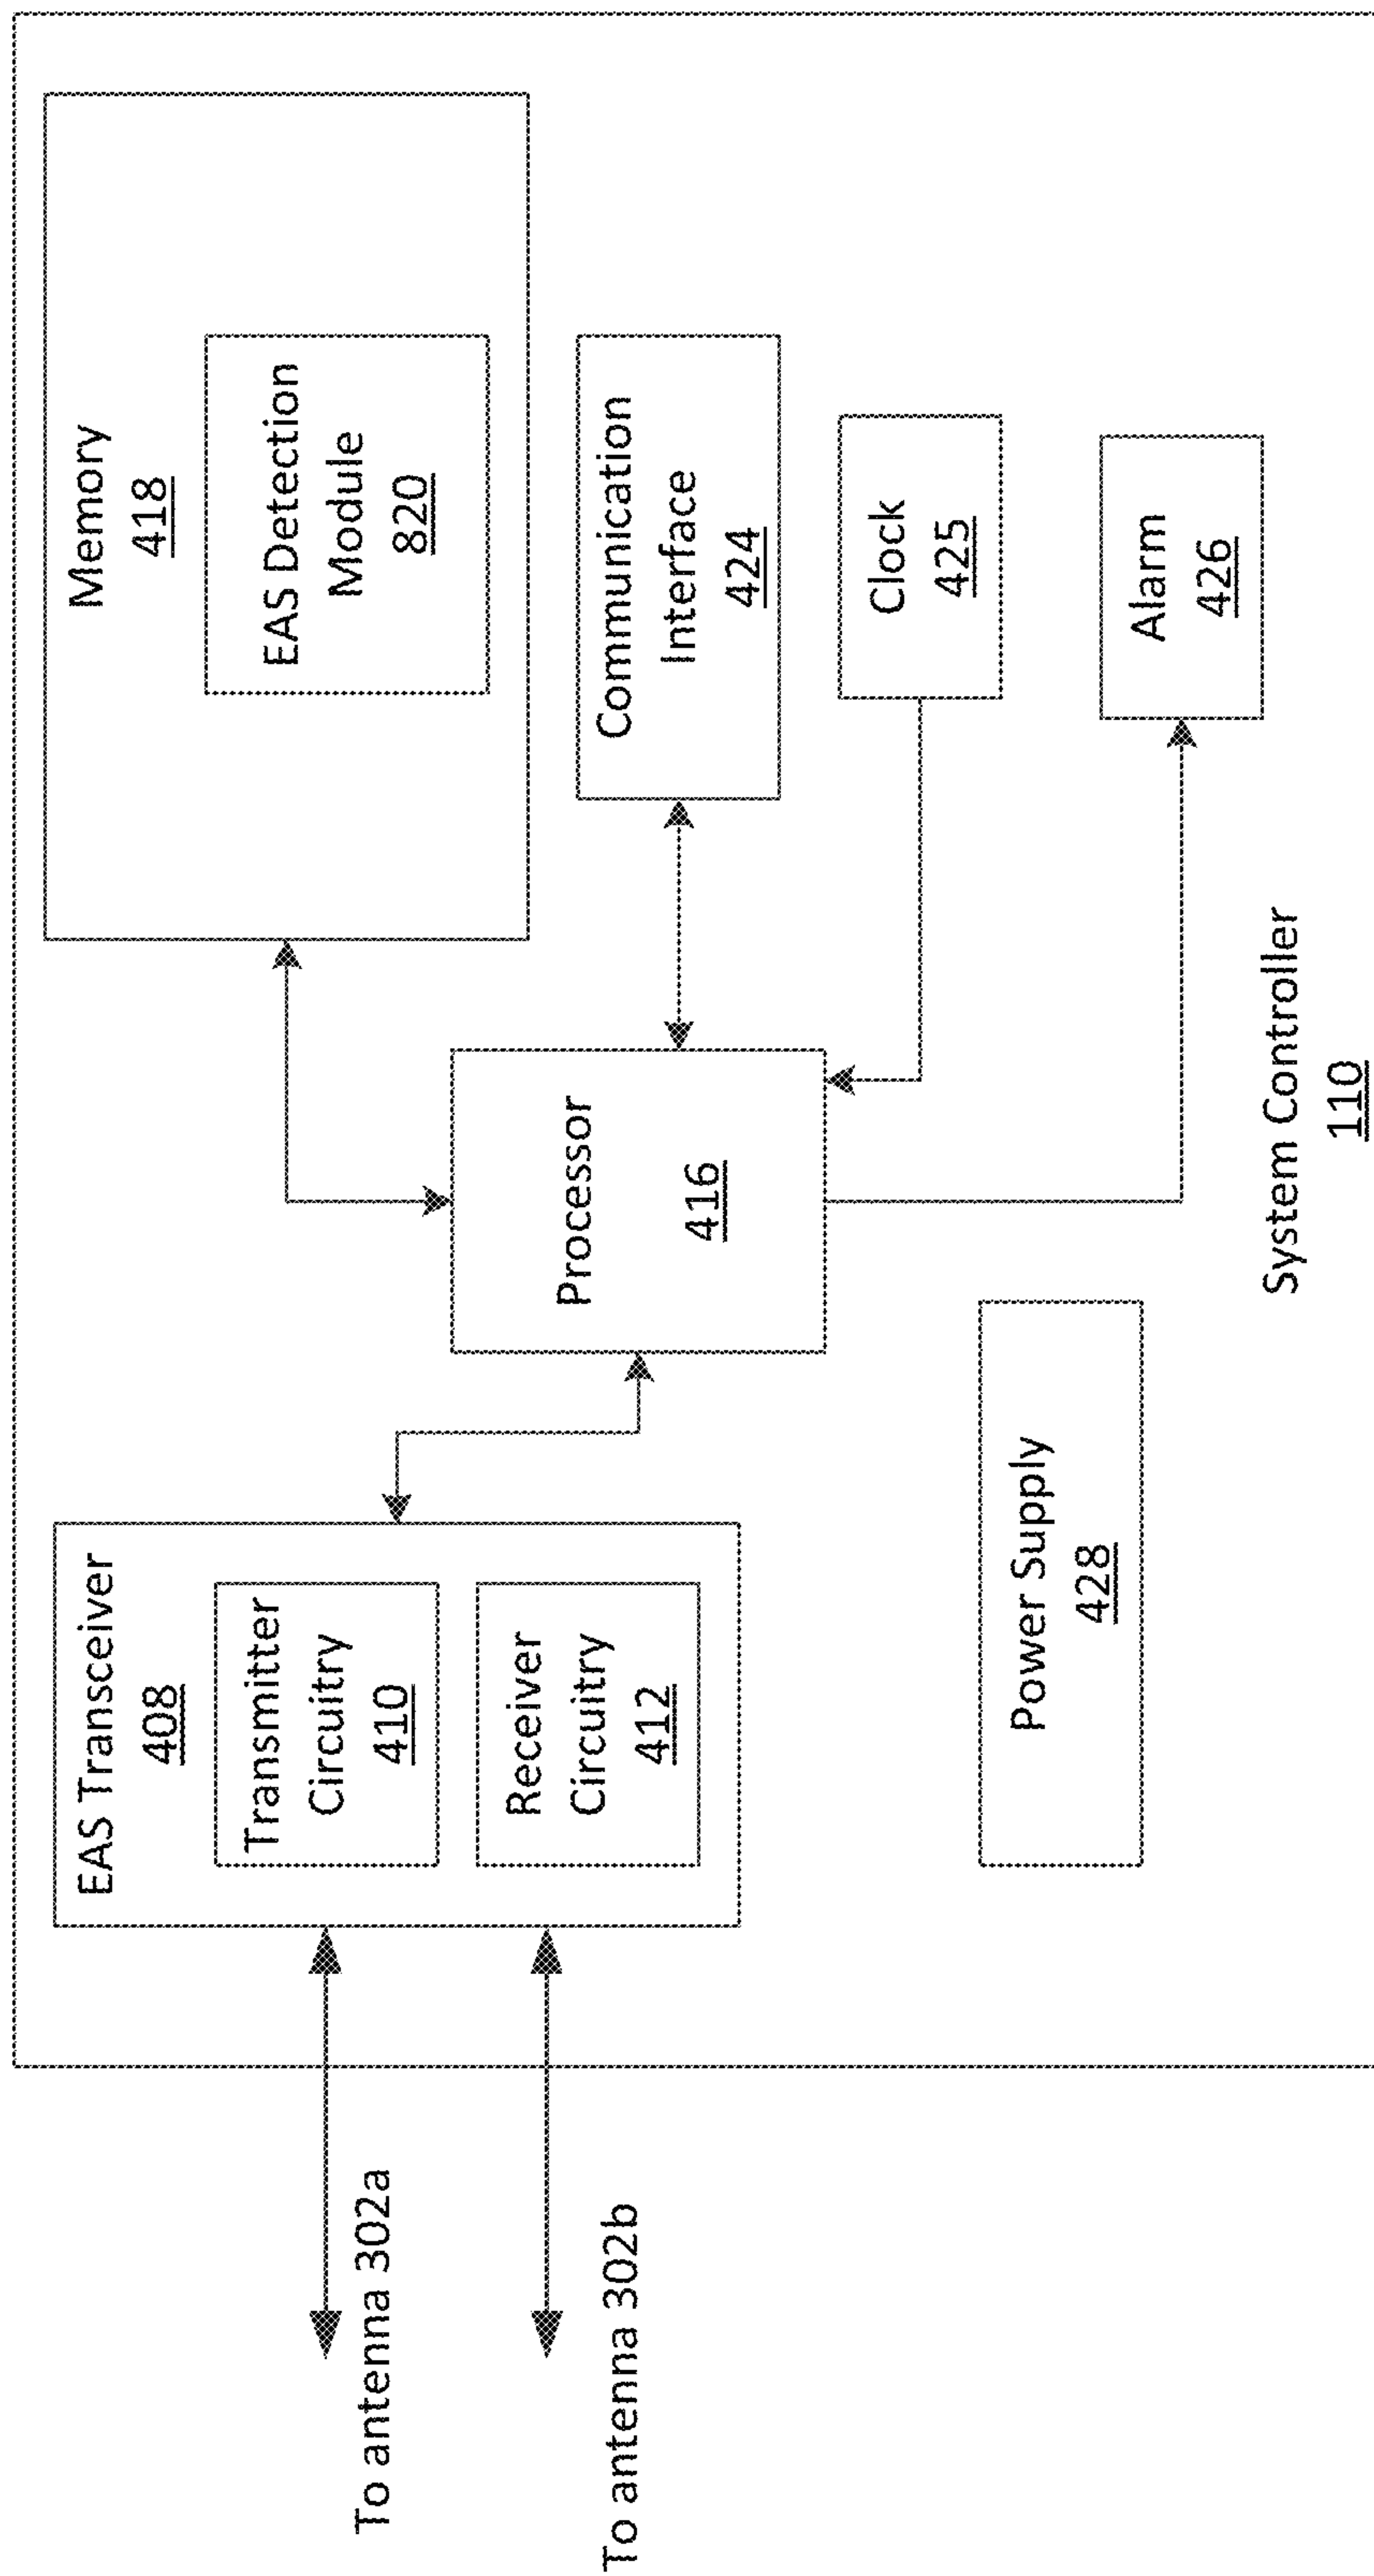 EAS Transceiver
408
Transmitter
Circuitry
410
Receiver
Circuitry
412
To antenna 302a
To antenna 302b
Processor
416
Memory
418
EAS Detection
Module
820
Communication
Interface
424
Clock
425
Alarm
426
Power Supply
428
System Controller
110